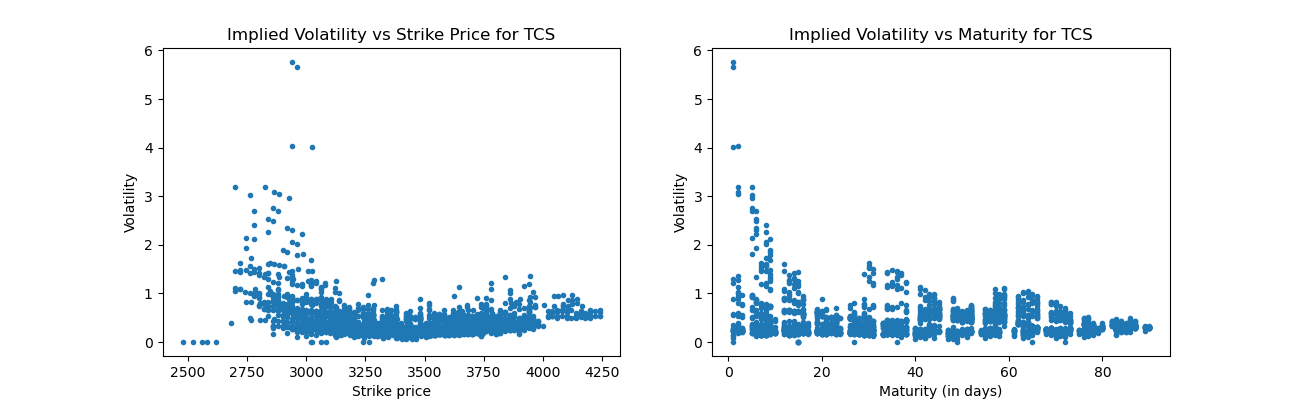 Implied Volatility vs Strike Price for TCS
6
5
4
3
2
1
0
Volatility
2500 2750 3000 3250 3500 3750 4000 4250
Strike price
Implied Volatility vs Maturity for TCS
6
5
4
3
2
1
0
Volatility
0 20 40 60 80
Maturity (in days)